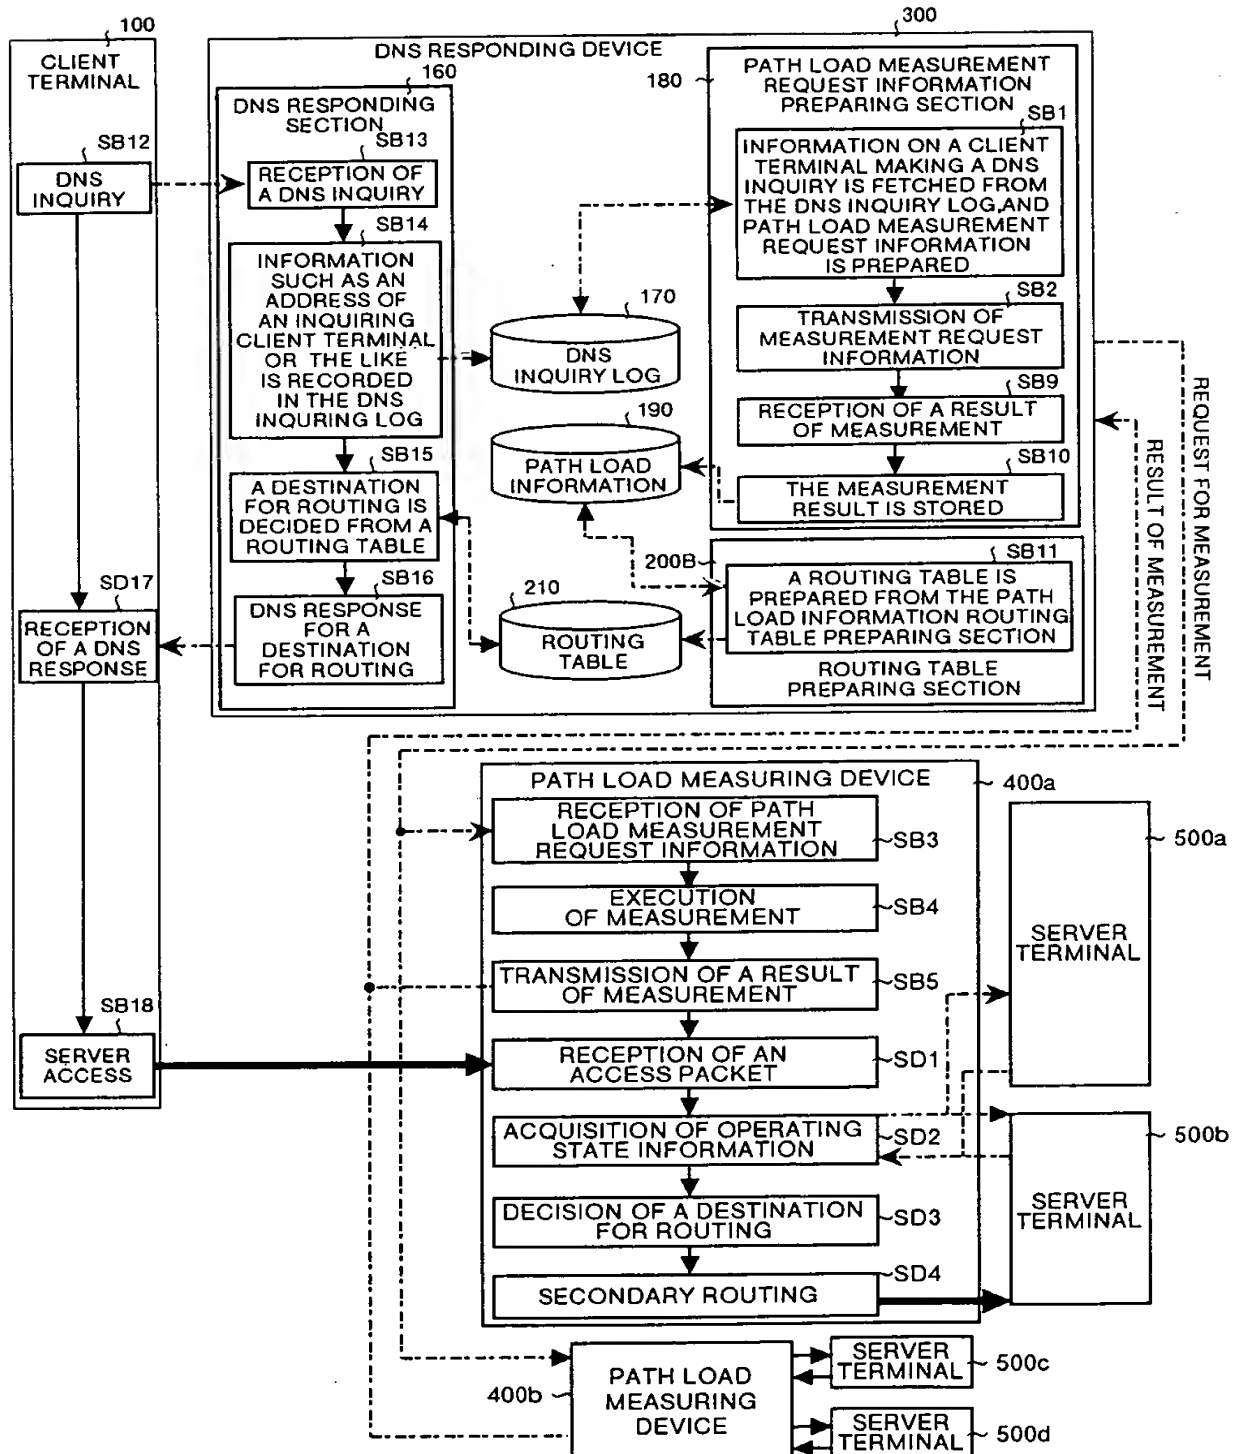 100
CLIENT
TERMINAL
SB12
DNS
INQUIRY
SD17
RECEPTION
OF A DNS
RESPONSE
SB18
SERVER
ACCESS
300
DNS RESPONDING DEVICE
160
DNS RESPONDING
SECTION
SB13
RECEPTION OF
A DNS INQUIRY
SB14
INFORMATION
SUCH AS AN
ADDRESS OF
AN INQUIRING
CLIENT TERMINAL
OR THE LIKE
IS RECORDED
IN THE DNS
INQURING LOG
SB15
A DESTINATION
FOR ROUTING IS
DECIDED FROM A
ROUTING TABLE
SB16
DNS RESPONSE
FOR A
DESTINATION
FOR ROUTING
170
DNS
INQUIRY LOG
190
PATH LOAD
INFORMATION
210
ROUTING
TABLE
180
PATH LOAD MEASUREMENT
REQUEST INFORMATION
PREPARING SECTION
SB1
INFORMATION ON A CLIENT
TERMINAL MAKING A DNS
INQUIRY IS FETCHED FROM
THE DNS INQUIRY LOG,AND
PATH LOAD MEASUREMENT
REQUEST INFORMATION
IS PREPARED
SB2
TRANSMISSION OF
MEASUREMENT REQUEST
INFORMATION
SB9
RECEPTION OF A RESULT
OF MEASUREMENT
SB10
THE MEASUREMENT
RESULT IS STORED
200B
SB11
A ROUTING TABLE IS
PREPARED FROM THE PATH
LOAD INFORMATION ROUTING
TABLE PREPARING SECTION
ROUTING TABLE
PREPARING SECTION
REQUEST FOR MEASUREMENT
RESULT OF MEASUREMENT
PATH LOAD MEASURING DEVICE
400a
RECEPTION OF PATH
LOAD MEASUREMENT
REQUEST INFORMATION
SB3
EXECUTION
OF MEASUREMENT
SB4
TRANSMISSION OF A RESULT
OF MEASUREMENT
SB5
RECEPTION OF AN
ACCESS PACKET
SD1
ACQUISITION OF OPERATING
STATE INFORMATION
SD2
DECISION OF A DESTINATION
FOR ROUTING
SD3
SECONDARY ROUTING
SD4
500a
SERVER
TERMINAL
500b
SERVER
TERMINAL
400b
PATH LOAD
MEASURING
DEVICE
SERVER
TERMINAL
500c
SERVER
TERMINAL
500d